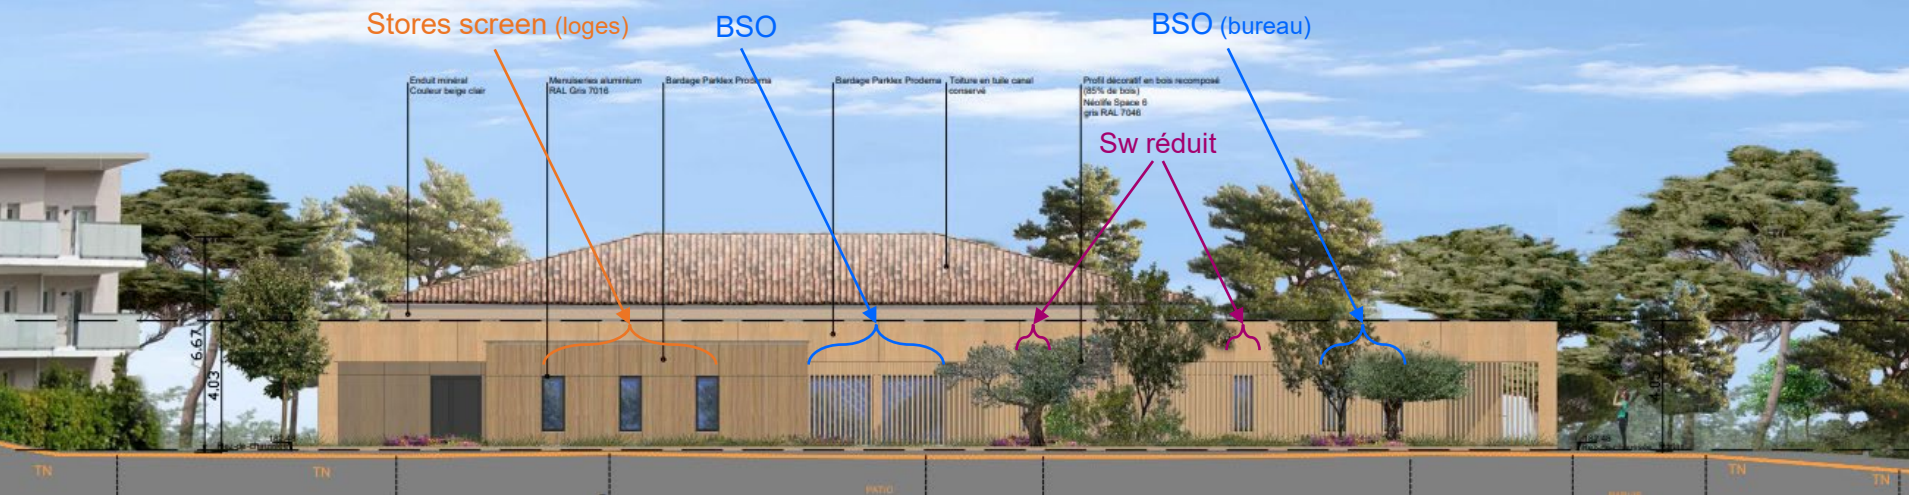 Stores screen (loges)
BSO
BSO (bureau)
Enduit minéral
Couleur beige clair
Menuiseries aluminium
RAL Gris 7016
Bardage Parklex Prodema
Bardage Parklex Prodema
Toiture en tuile canal
conservé
Profil décoratif en bois recomposé
(85% de bois)
Néolife Space 6
gris RAL 7046
Sw réduit
6.67
4.03
TN
TN
TN
TN
PATIO